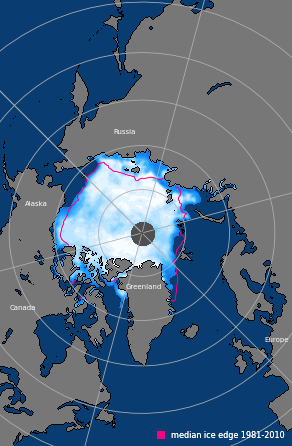 Russia
Alaska
Greenland
Canada
Europe
median ice edge 1981-2010